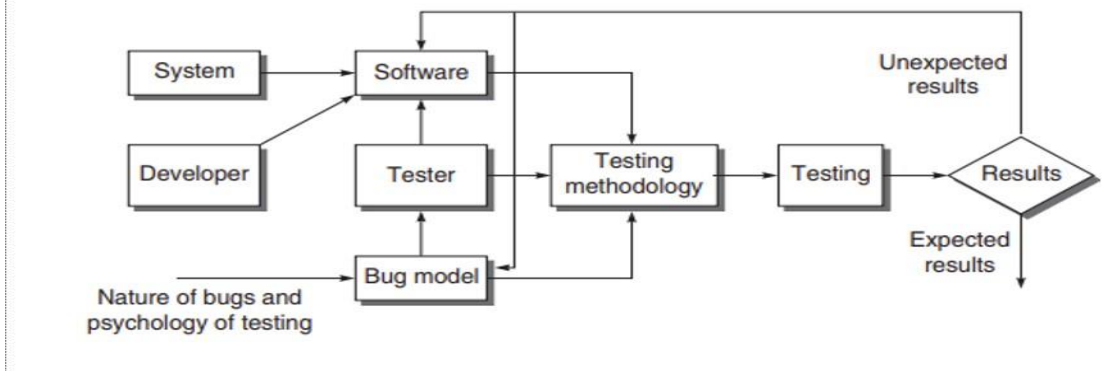 Unexpected
results
System
Software
Developer
Tester
Testing
methodology
Testing
Results
Expected
results
Bug model
Nature of bugs and
psychology of testing